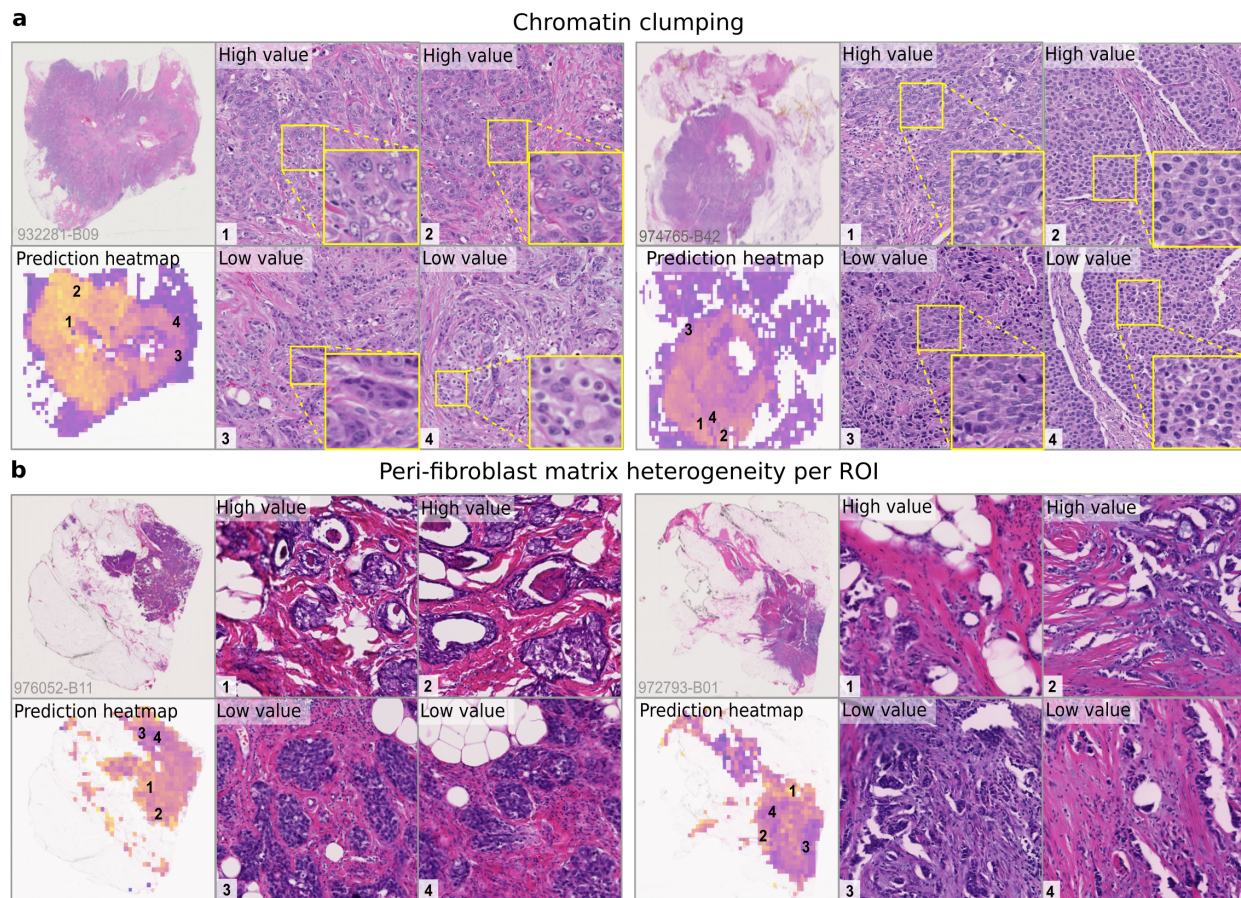 a
Chromatin clumping
932281-B09
High value
1
High value
2
Prediction heatmap
2
1
4
3
Low value
3
Low value
4
974765-B42
High value
1
High value
2
Prediction heatmap
3
4
1
2
Low value
3
Low value
4
b
Peri-fibroblast matrix heterogeneity per ROI
976052-B11
High value
1
High value
2
Prediction heatmap
3
4
1
2
Low value
3
Low value
4
972793-B01
High value
1
High value
2
Prediction heatmap
1
4
2
3
Low value
3
Low value
4